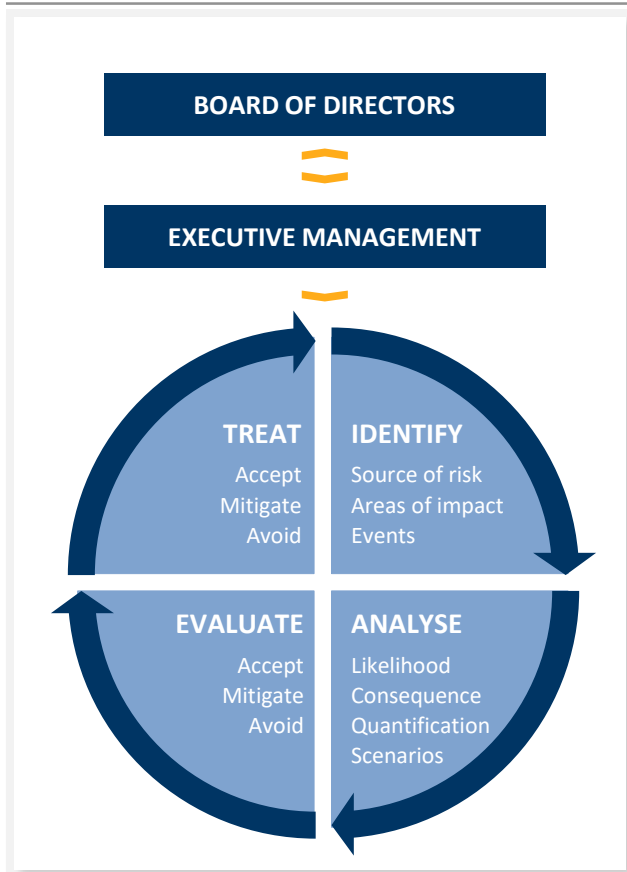 BOARD OF DIRECTORS
EXECUTIVE MANAGEMENT
TREAT
Accept
Mitigate
Avoid
IDENTIFY
Source of risk
Areas of impact
Events
EVALUATE
Accept
Mitigate
Avoid
ANALYSE
Likelihood
Consequence
Quantification
Scenarios